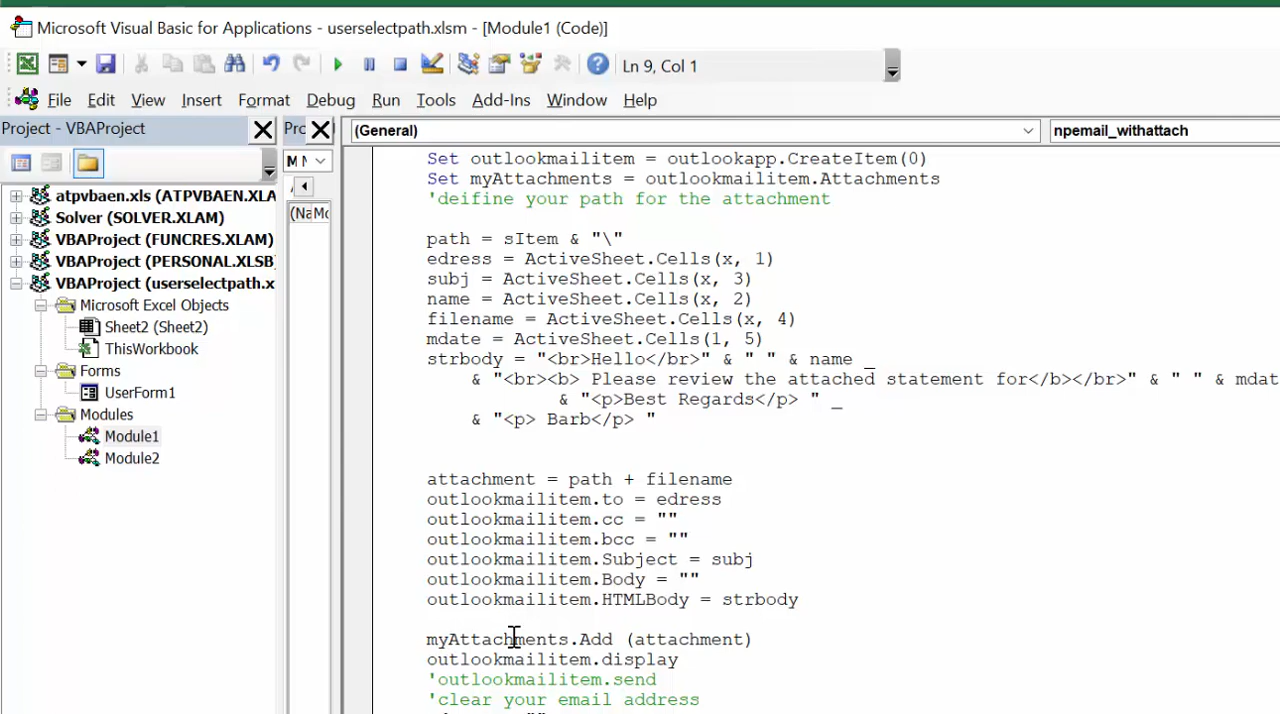 Microsoft Visual Basic for Applications - userselectpath.xlsm - [Module1 (Code)]
Ln 9, Col 1
File Edit View Insert Format Debug Run Tools Add-Ins Window Help
Project - VBAProject
(General)
npemail_withattach
atpvbaen.xls (ATPVBAEN.XLA
Solver (SOLVER.XLAM)
VBAProject (FUNCRES.XLAM)
VBAProject (PERSONAL.XLSB
VBAProject (userselectpath.x
Microsoft Excel Objects
Sheet2 (Sheet2)
ThisWorkbook
Forms
UserForm1
Modules
Module1
Module2
Set outlookmailitem = outlookapp.CreateItem(0)
Set myAttachments = outlookmailitem.Attachments
'deifine your path for the attachment
path = sItem & "\"
edress = ActiveSheet.Cells(x, 1)
subj = ActiveSheet.Cells(x, 3)
name = ActiveSheet.Cells(x, 2)
filename = ActiveSheet.Cells(x, 4)
mdate = ActiveSheet.Cells(1, 5)
strbody = "<br>Hello</br>" & " " & name _
& "<br><b> Please review the attached statement for</b></br>" & " " & mdat
& "<p>Best Regards</p> " _
& "<p> Barb</p> "
attachment = path + filename
outlookmailitem.to = edress
outlookmailitem.cc = ""
outlookmailitem.bcc = ""
outlookmailitem.Subject = subj
outlookmailitem.Body = ""
outlookmailitem.HTMLBody = strbody
myAttachments.Add (attachment)
outlookmailitem.display
'outlookmailitem.send
'clear your email address